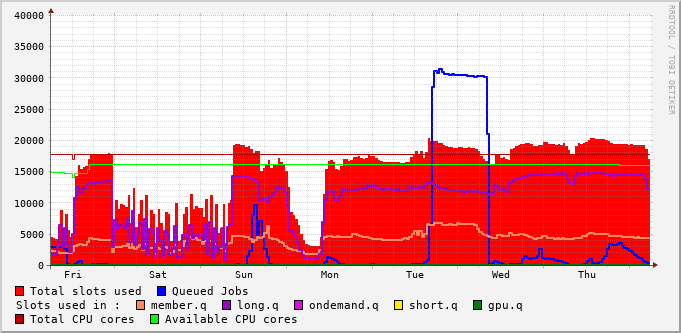 40000
35000
30000
25000
20000
15000
10000
5000
0
Fri Sat Sun Mon Tue Wed Thu
RRDTOOL / TOBI OETIKER
Total slots used Queued Jobs
Slots used in : member.q long.q ondemand.q short.q gpu.q
Total CPU cores Available CPU cores